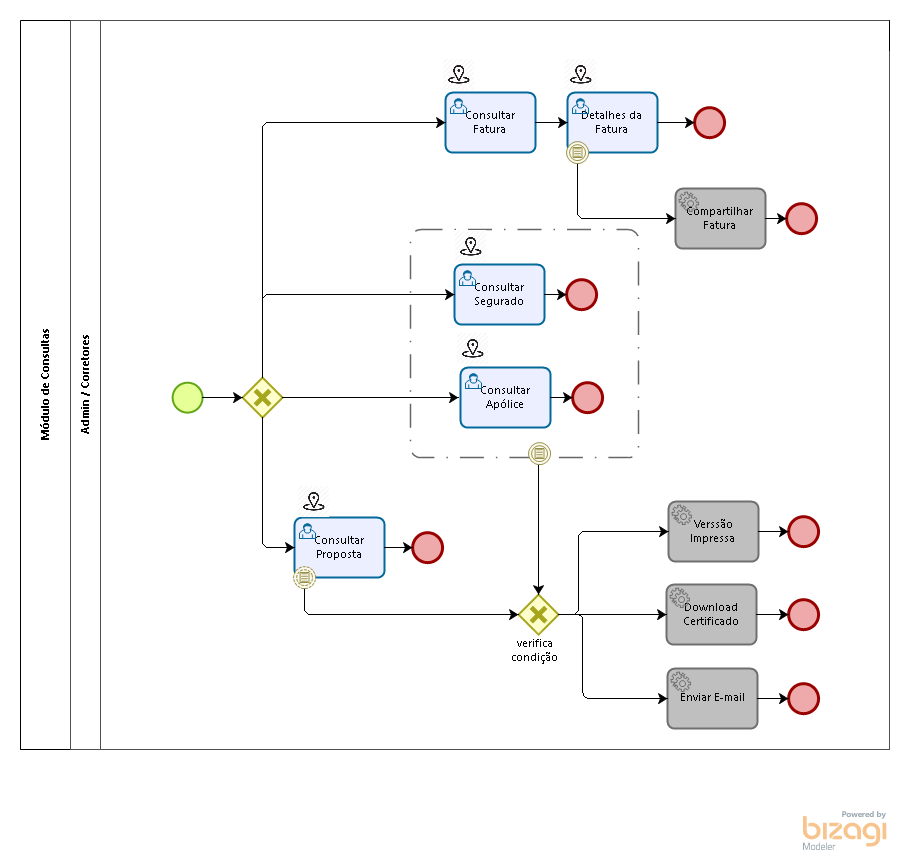 Módulo de Consultas
Admin / Corretores
Consultar
Fatura
Detalhes da
Fatura
Compartilhar
Fatura
Consultar
Segurado
Consultar
Apólice
Consultar
Proposta
verifica
condição
Verssão
Impressa
Download
Certificado
Enviar E-mail
Powered by
bizagi
Modeler